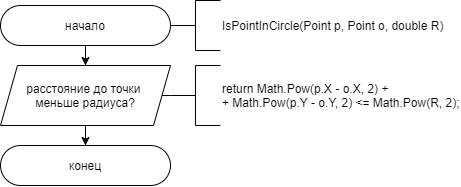 начало
IsPointInCircle(Point p, Point o, double R)
расстояние до точки
меньше радиуса?
return Math.Pow(p.X - o.X, 2) +
+ Math.Pow(p.Y - o.Y, 2) <= Math.Pow(R, 2);
конец